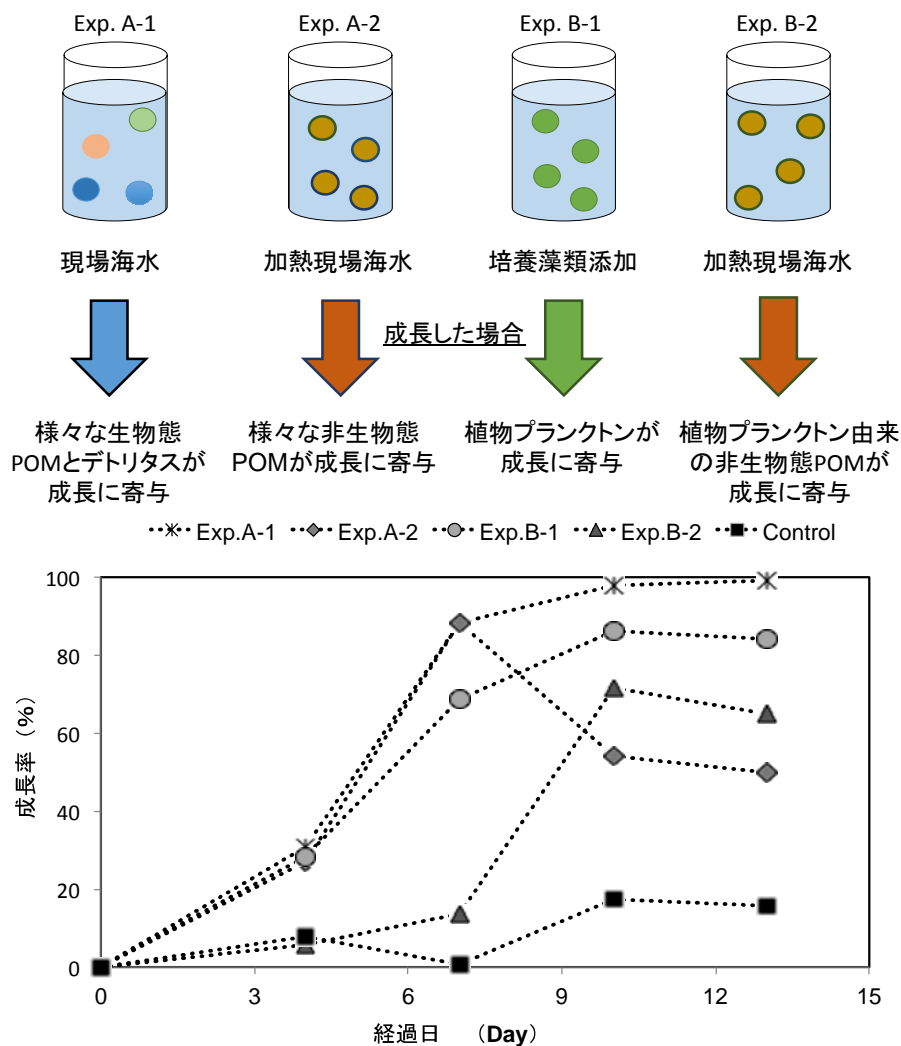 Exp. A-1
Exp. A-2
Exp. B-1
Exp. B-2
現場海水
加熱現場海水
培養藻類添加
加熱現場海水
成長した場合
様々な生物態
POMとデトリタスが
成長に寄与
様々な非生物態
POMが成長に寄与
植物プランクトンが
成長に寄与
植物プランクトン由来
の非生物態POMが
成長に寄与
Exp.A-1
Exp.A-2
Exp.B-1
Exp.B-2
Control
成長率（%）
100
80
60
40
20
0
0
3
6
9
12
15
経過日 （Day）